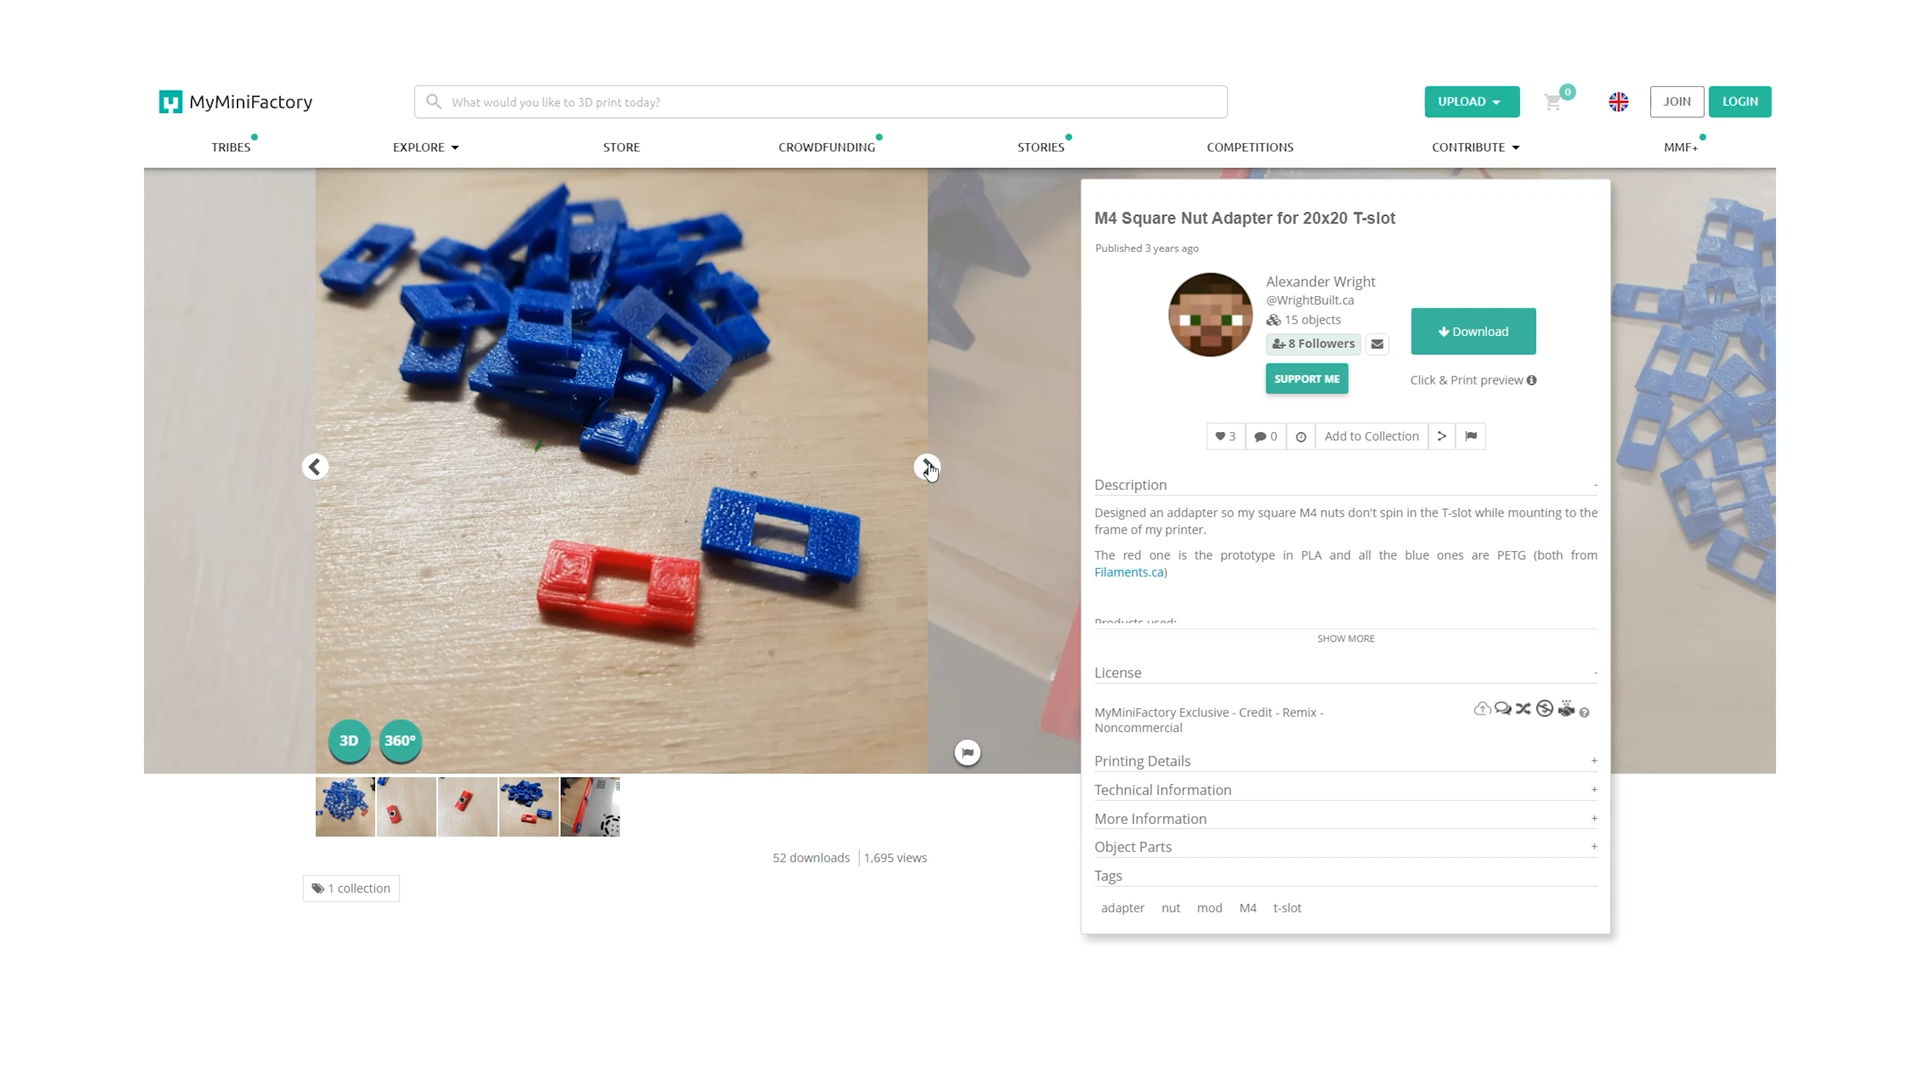 MyMiniFactory
What would you like to 3D print today?
UPLOAD
0
JOIN
LOGIN
TRIBES
EXPLORE
STORE
CROWDFUNDING
STORIES
COMPETITIONS
CONTRIBUTE
MMF+
M4 Square Nut Adapter for 20x20 T-slot
Published 3 years ago
Alexander Wright
@WrightBuilt.ca
15 objects
8 Followers
SUPPORT ME
Download
Click & Print preview
3
0
Add to Collection
Description
-
Designed an addapter so my square M4 nuts don't spin in the T-slot while mounting to the
frame of my printer.
The red one is the prototype in PLA and all the blue ones are PETG (both from
Filaments.ca)
Products used:
SHOW MORE
License
-
MyMiniFactory Exclusive - Credit - Remix -
Noncommercial
Printing Details
+
Technical Information
+
More Information
+
Object Parts
+
Tags
adapter nut mod M4 t-slot
3D
360°
52 downloads
1,695 views
1 collection